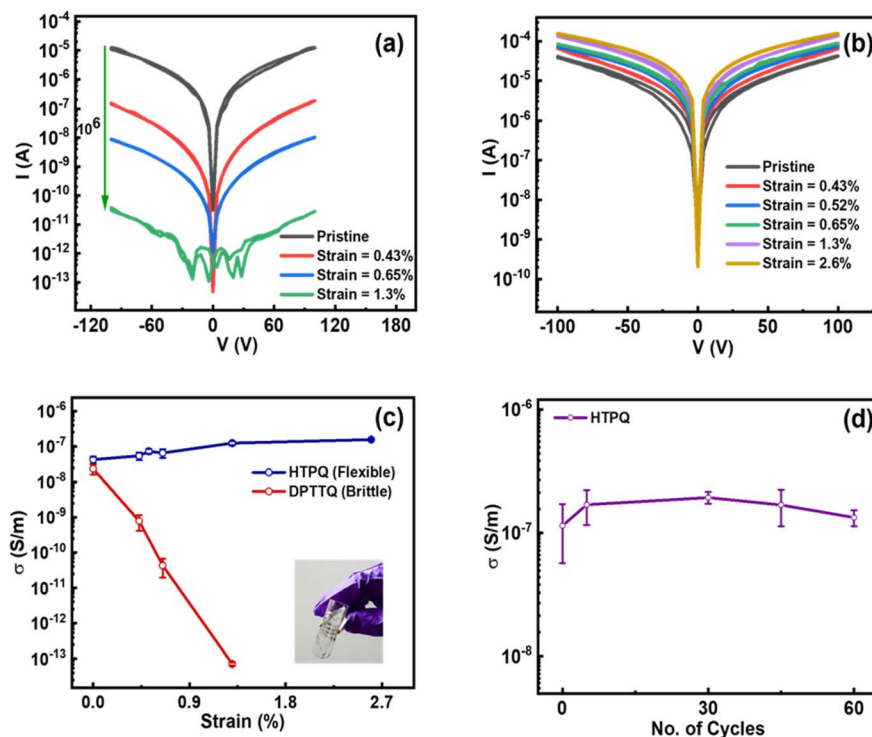 (a)
10⁻⁴
10⁻⁵
10⁻⁶
10⁻⁷
10⁻⁸
10⁻⁹
10⁻¹⁰
10⁻¹¹
10⁻¹²
10⁻¹³
I (A)
10⁶
Pristine
Strain = 0.43%
Strain = 0.65%
Strain = 1.3%
-120 -60 0 60 120 180
V (V)
(b)
10⁻⁴
10⁻⁵
10⁻⁶
10⁻⁷
10⁻⁸
10⁻⁹
10⁻¹⁰
I (A)
Pristine
Strain = 0.43%
Strain = 0.52%
Strain = 0.65%
Strain = 1.3%
Strain = 2.6%
-100 -50 0 50 100
V (V)
(c)
10⁻⁶
10⁻⁷
10⁻⁸
10⁻⁹
10⁻¹⁰
10⁻¹¹
10⁻¹²
10⁻¹³
σ (S/m)
HTPQ (Flexible)
DPTTQ (Brittle)
0.0 0.9 1.8 2.7
Strain (%)
(d)
HTPQ
10⁻⁶
10⁻⁷
10⁻⁸
σ (S/m)
0 30 60
No. of Cycles